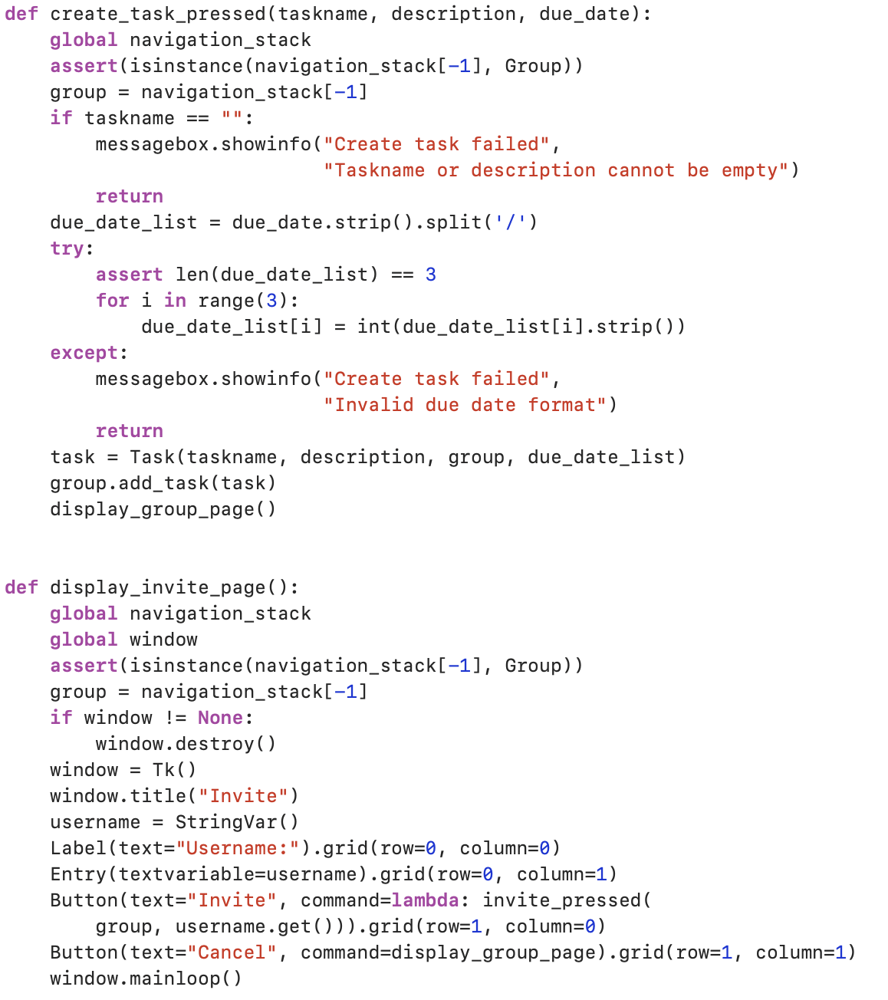 def create_task_pressed(taskname, description, due_date):
    global navigation_stack
    assert(isinstance(navigation_stack[-1], Group))
    group = navigation_stack[-1]
    if taskname == "":
        messagebox.showinfo("Create task failed",
                            "Taskname or description cannot be empty")
        return
    due_date_list = due_date.strip().split('/')
    try:
        assert len(due_date_list) == 3
        for i in range(3):
            due_date_list[i] = int(due_date_list[i].strip())
    except:
        messagebox.showinfo("Create task failed",
                            "Invalid due date format")
        return
    task = Task(taskname, description, group, due_date_list)
    group.add_task(task)
    display_group_page()


def display_invite_page():
    global navigation_stack
    global window
    assert(isinstance(navigation_stack[-1], Group))
    group = navigation_stack[-1]
    if window != None:
        window.destroy()
    window = Tk()
    window.title("Invite")
    username = StringVar()
    Label(text="Username:").grid(row=0, column=0)
    Entry(textvariable=username).grid(row=0, column=1)
    Button(text="Invite", command=lambda: invite_pressed(
        group, username.get())).grid(row=1, column=0)
    Button(text="Cancel", command=display_group_page).grid(row=1, column=1)
    window.mainloop()